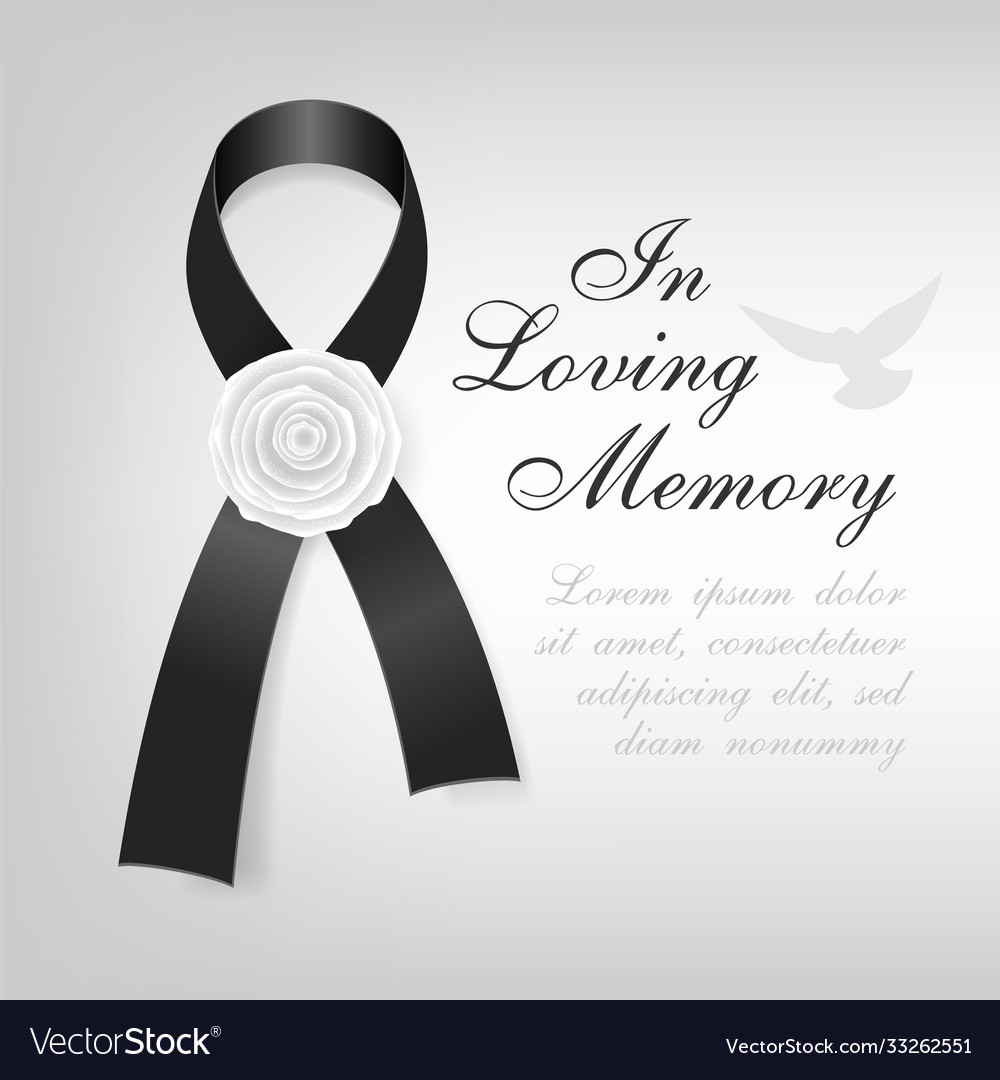 In
Loving
Memory
Lorem ipsum dolor
sit amet, consectetuer
adipiscing elit, sed
diam nonummy
VectorStock®
VectorStock.com/33262551